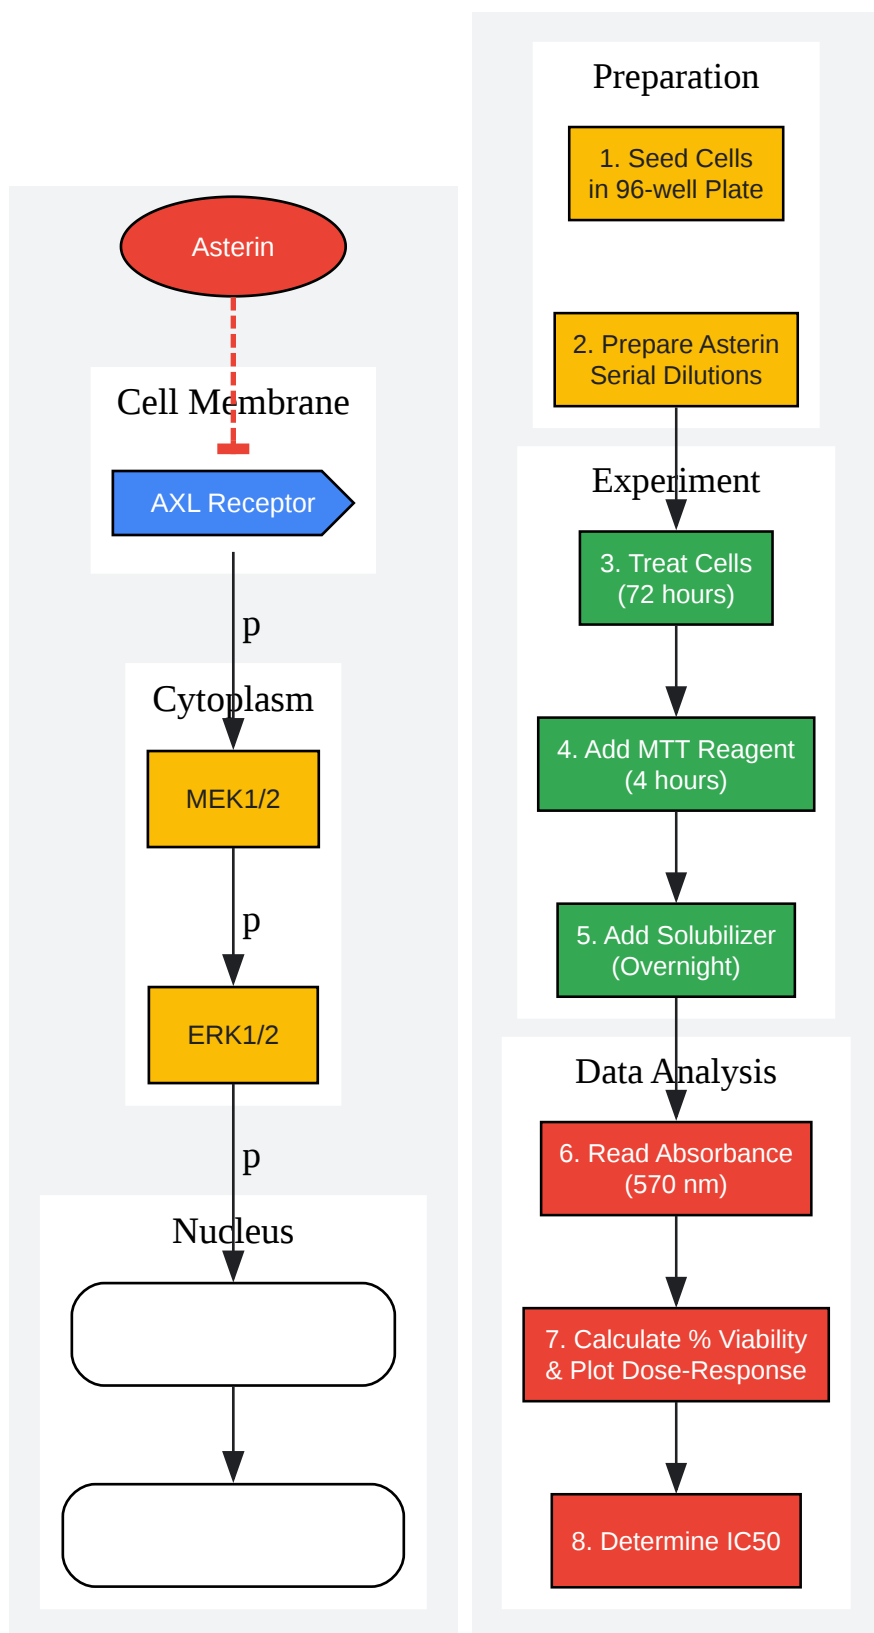 Asterin
Cell Membrane
AXL Receptor
p
Cytoplasm
MEK1/2
p
ERK1/2
p
Nucleus
Preparation
1. Seed Cells
in 96-well Plate
2. Prepare Asterin
Serial Dilutions
Experiment
3. Treat Cells
(72 hours)
4. Add MTT Reagent
(4 hours)
5. Add Solubilizer
(Overnight)
Data Analysis
6. Read Absorbance
(570 nm)
7. Calculate % Viability
& Plot Dose-Response
8. Determine IC50